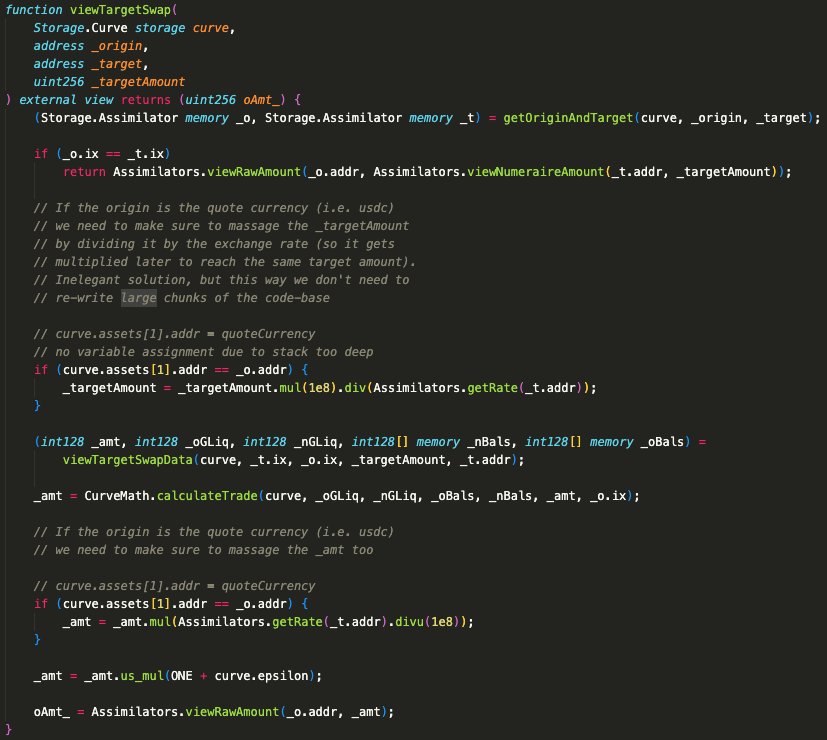 function viewTargetSwap(
    Storage.Curve storage curve,
    address _origin,
    address _target,
    uint256 _targetAmount
) external view returns (uint256 oAmt_) {
    (Storage.Assimilator memory _o, Storage.Assimilator memory _t) = getOriginAndTarget(curve, _origin, _target);

    if (_o.ix == _t.ix)
        return Assimilators.viewRawAmount(_o.addr, Assimilators.viewNumeraireAmount(_t.addr, _targetAmount));

    // If the origin is the quote currency (i.e. usdc)
    // we need to make sure to massage the _targetAmount
    // by dividing it by the exchange rate (so it gets
    // multiplied later to reach the same target amount).
    // Inelegant solution, but this way we don't need to
    // re-write large chunks of the code-base

    // curve.assets[1].addr = quoteCurrency
    // no variable assignment due to stack too deep
    if (curve.assets[1].addr == _o.addr) {
        _targetAmount = _targetAmount.mul(1e8).div(Assimilators.getRate(_t.addr));
    }

    (int128 _amt, int128 _oGLiq, int128 _nGLiq, int128[] memory _nBals, int128[] memory _oBals) =
        viewTargetSwapData(curve, _t.ix, _o.ix, _targetAmount, _t.addr);

    _amt = CurveMath.calculateTrade(curve, _oGLiq, _nGLiq, _oBals, _nBals, _amt, _o.ix);

    // If the origin is the quote currency (i.e. usdc)
    // we need to make sure to massage the _amt too

    // curve.assets[1].addr = quoteCurrency
    if (curve.assets[1].addr == _o.addr) {
        _amt = _amt.mul(Assimilators.getRate(_t.addr).divu(1e8));
    }

    _amt = _amt.us_mul(ONE + curve.epsilon);

    oAmt_ = Assimilators.viewRawAmount(_o.addr, _amt);
}